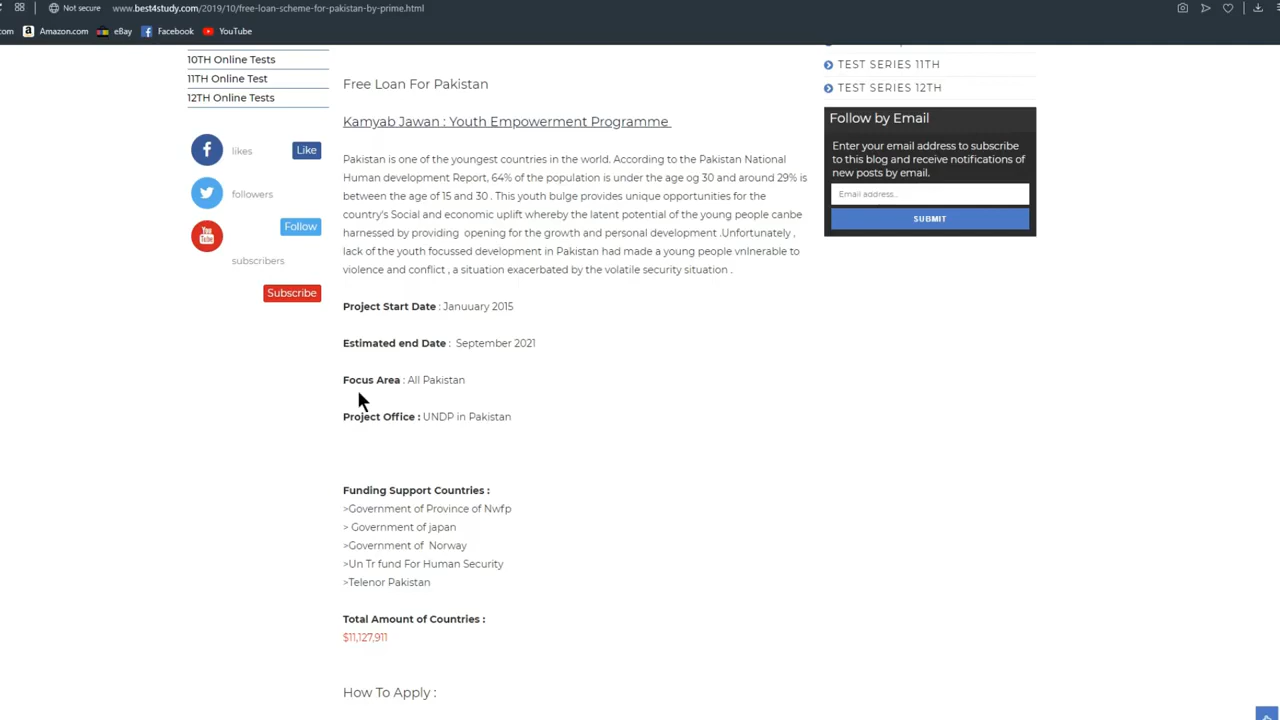 Not secure
www.best4study.com/2019/10/free-loan-scheme-for-pakistan-by-prime.html
com
Amazon.com
eBay
Facebook
YouTube
10TH Online Tests
11TH Online Test
12TH Online Tests
likes
Like
followers
Follow
subscribers
Subscribe
Free Loan For Pakistan
Kamyab Jawan : Youth Empowerment Programme
Pakistan is one of the youngest countries in the world. According to the Pakistan National
Human development Report, 64% of the population is under the age og 30 and around 29% is
between the age of 15 and 30 . This youth bulge provides unique opportunities for the
country's Social and economic uplift whereby the latent potential of the young people canbe
harnessed by providing opening for the growth and personal development .Unfortunately ,
lack of the youth focussed development in Pakistan had made a young people vnlnerable to
violence and conflict , a situation exacerbated by the volatile security situation .
Project Start Date : Januuary 2015
Estimated end Date : September 2021
Focus Area : All Pakistan
Project Office : UNDP in Pakistan
Funding Support Countries :
>Government of Province of Nwfp
> Government of japan
>Government of Norway
>Un Tr fund For Human Security
>Telenor Pakistan
Total Amount of Countries :
$11,127,911
How To Apply :
TEST SERIES 11TH
TEST SERIES 12TH
Follow by Email
Enter your email address to subscribe
to this blog and receive notifications of
new posts by email.
Email address...
SUBMIT